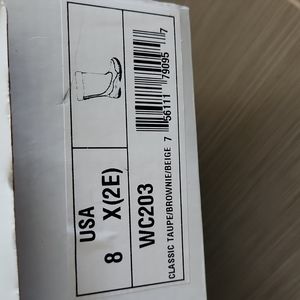 USA
8 X(2E)
WC203
CLASSIC TAUPE/BROWNIE/BEIGE
7 56111 79095 7